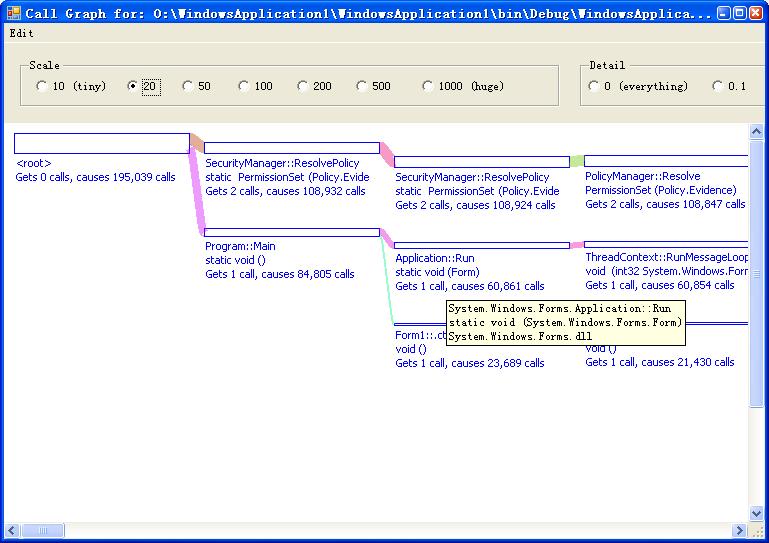 Call Graph for: O:\WindowsApplication1\WindowsApplication1\bin\Debug\WindowsApplica...
Edit
Scale
10 (tiny)
20
50
100
200
500
1000 (huge)
Detail
0 (everything)
0.1
<root>
Gets 0 calls, causes 195,039 calls
SecurityManager::ResolvePolicy
static PermissionSet (Policy.Evide
Gets 2 calls, causes 108,932 calls
SecurityManager::ResolvePolicy
static PermissionSet (Policy.Evide
Gets 2 calls, causes 108,924 calls
PolicyManager::Resolve
PermissionSet (Policy.Evidence)
Gets 2 calls, causes 108,847 calls
Program::Main
static void ()
Gets 1 call, causes 84,805 calls
Application::Run
static void (Form)
Gets 1 call, causes 60,861 calls
ThreadContext::RunMessageLoop
void (int32 System.Windows.Form
Gets 1 call, causes 60,854 calls
System.Windows.Forms.Application::Run
static void (System.Windows.Forms.Form)
System.Windows.Forms.dll
Form1::.ct
void ()
Gets 1 call, causes 23,689 calls
void ()
Gets 1 call, causes 21,430 calls